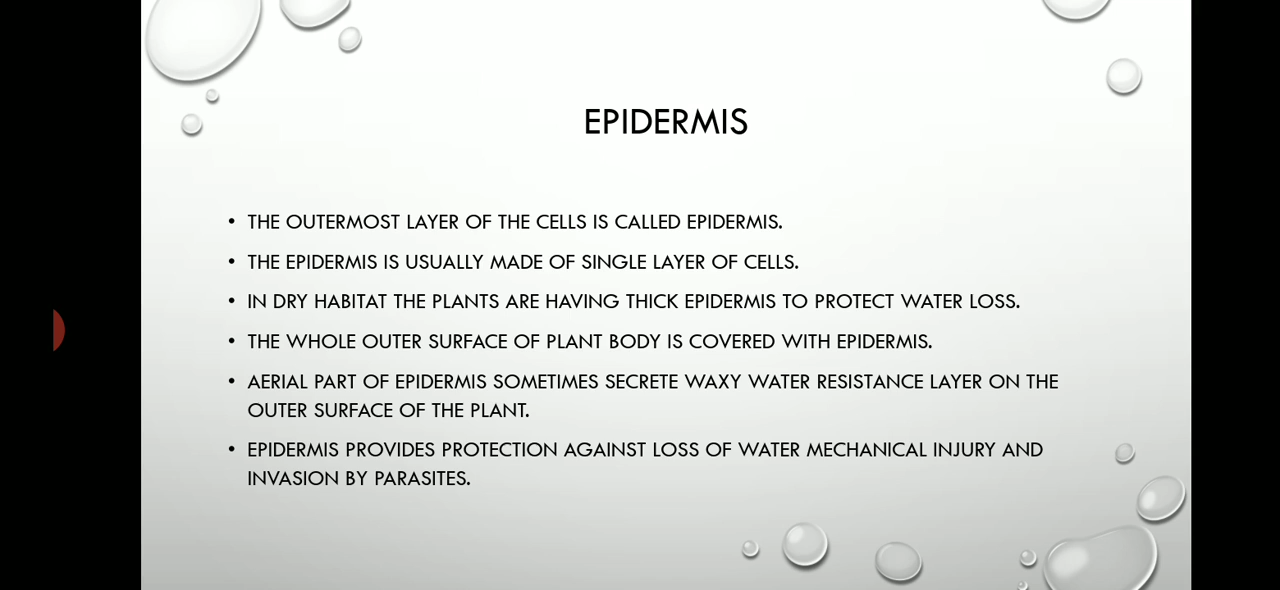 EPIDERMIS
• THE OUTERMOST LAYER OF THE CELLS IS CALLED EPIDERMIS.
• THE EPIDERMIS IS USUALLY MADE OF SINGLE LAYER OF CELLS.
• IN DRY HABITAT THE PLANTS ARE HAVING THICK EPIDERMIS TO PROTECT WATER LOSS.
• THE WHOLE OUTER SURFACE OF PLANT BODY IS COVERED WITH EPIDERMIS.
• AERIAL PART OF EPIDERMIS SOMETIMES SECRETE WAXY WATER RESISTANCE LAYER ON THE
OUTER SURFACE OF THE PLANT.
• EPIDERMIS PROVIDES PROTECTION AGAINST LOSS OF WATER MECHANICAL INJURY AND
INVASION BY PARASITES.